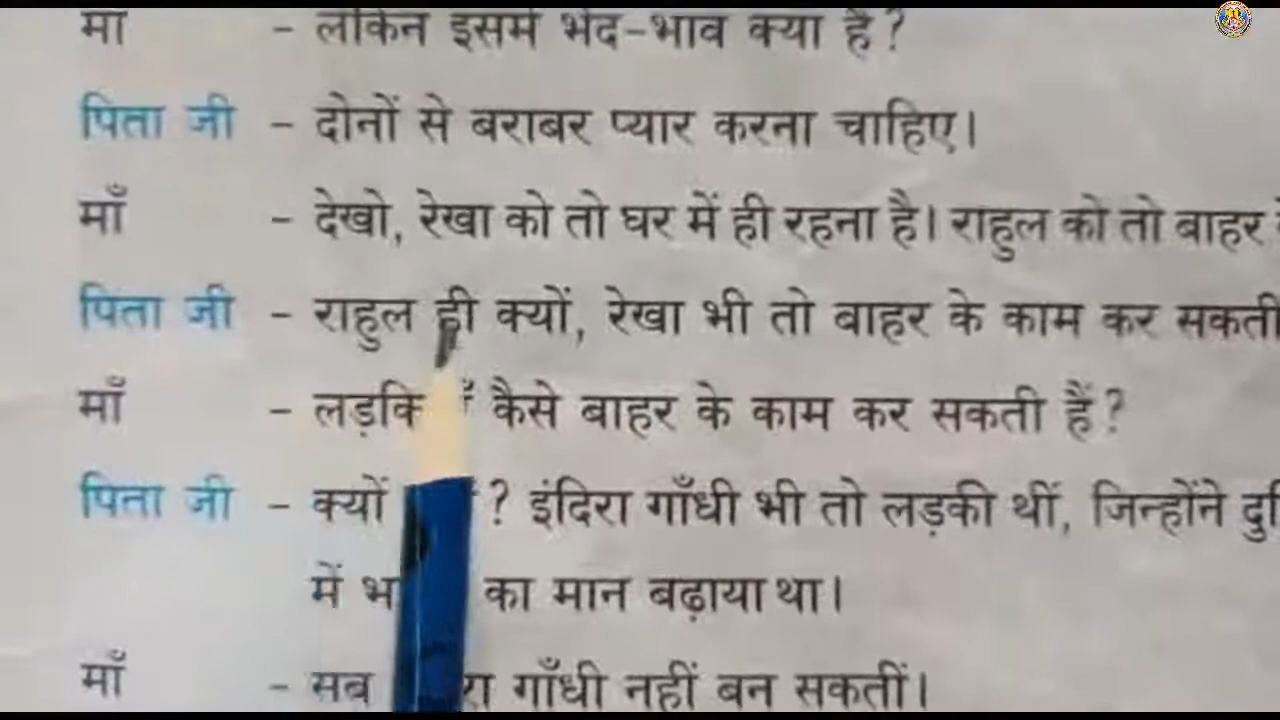 माँ - लेकिन इसमें भेद-भाव क्या है?
पिता जी - दोनों से बराबर प्यार करना चाहिए।
माँ - देखो, रेखा को तो घर में ही रहना है। राहुल को तो बाहर
पिता जी - राहुल ही क्यों, रेखा भी तो बाहर के काम कर सकती
माँ - कैसे बाहर के काम कर सकती हैं?
पिता जी - क्यों ? इंदिरा गाँधी भी तो लड़की थीं, जिन्होंने
में का मान बढ़ाया था।
माँ - सब गाँधी नहीं बन सकतीं।